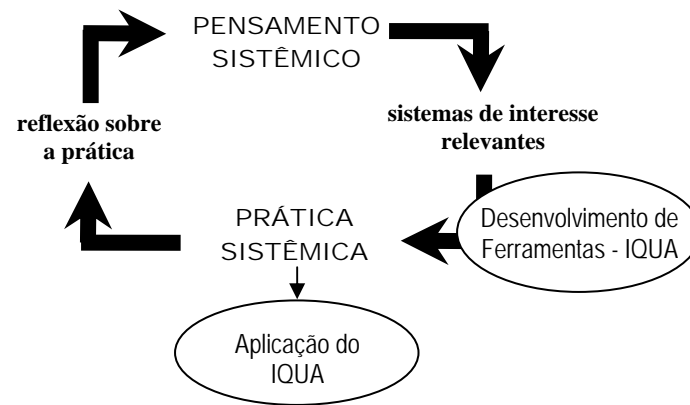 PENSAMENTO
SISTÊMICO
sistemas de interesse
relevantes
Desenvolvimento de
Ferramentas - IQUA
PRÁTICA
SISTÊMICA
Aplicação do
IQUA
reflexão sobre
a prática